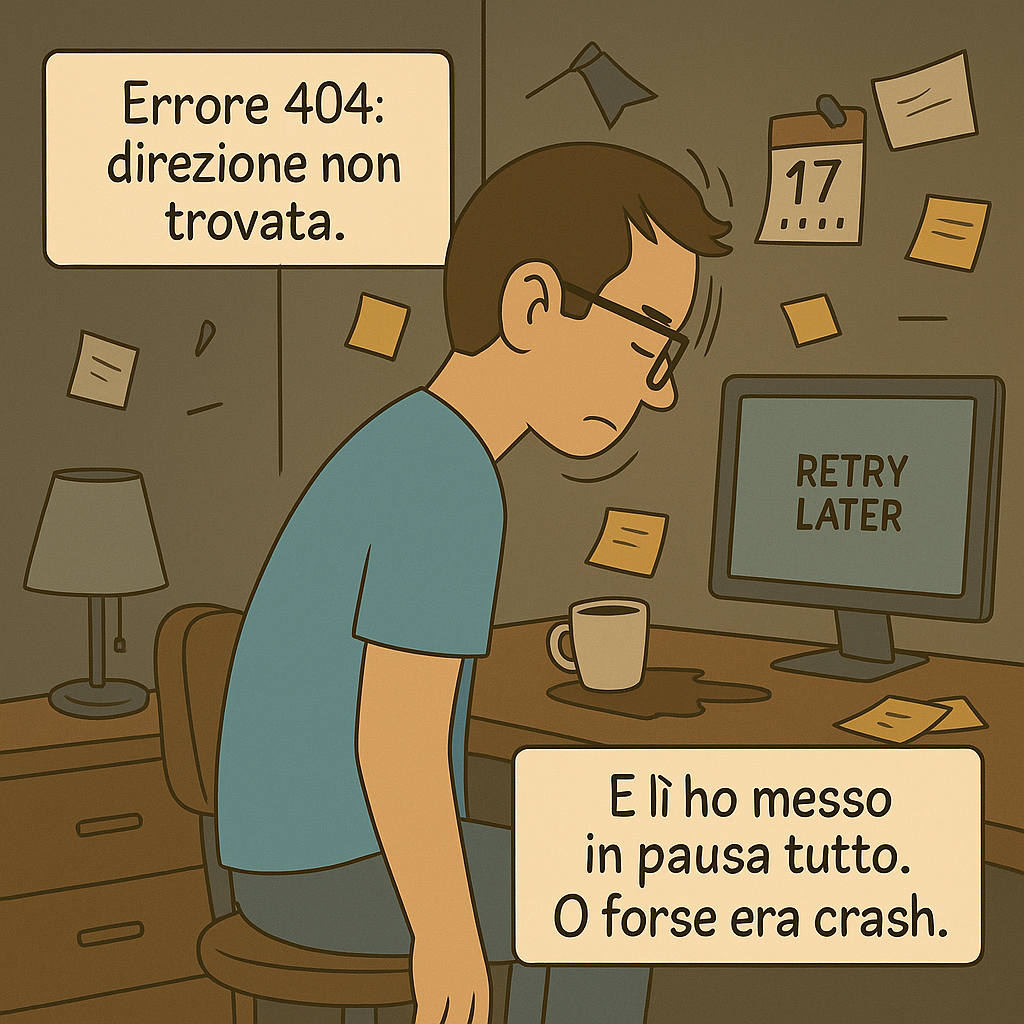 Errore 404:
direzione non
trovata.
17
RETRY
LATER
E lì ho messo
in pausa tutto.
O forse era crash.